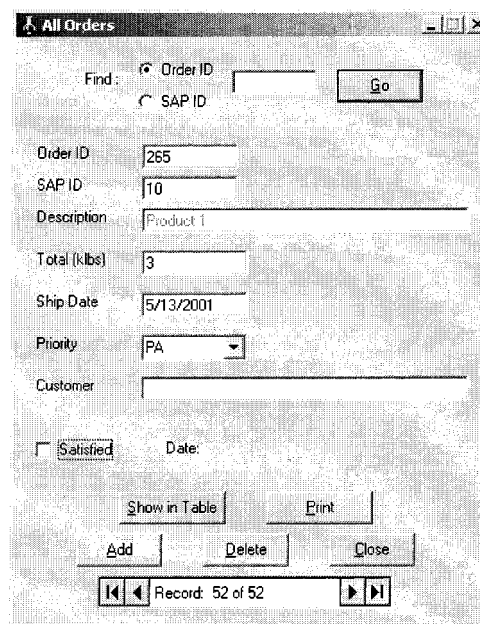 All Orders
Find : Order ID Go
SAP ID
Order ID 265
SAP ID 10
Description Product 1
Total (klbs) 3
Ship Date 5/13/2001
Priority PA
Customer
Satisfied Date:
Show in Table Print
Add Delete Close
Record: 52 of 52